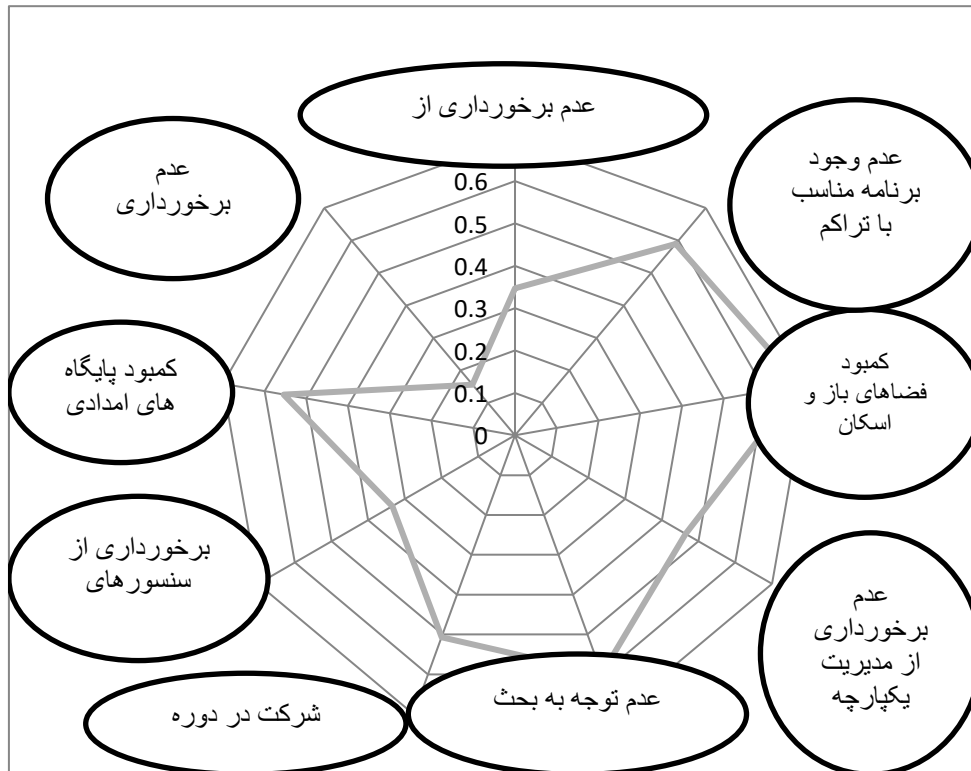 عدم برخورداری از
عدم وجود
برنامه مناسب
با تراکم
کمبود
فضاهای باز و
اسکان
عدم
برخورداری
از مدیریت
یکپارچه
عدم توجه به بحث
شرکت در دوره
برخورداری از
سنسورهای
کمبود پایگاه
های امدادی
عدم
برخورداری
0.6
0.5
0.4
0.3
0.2
0.1
0